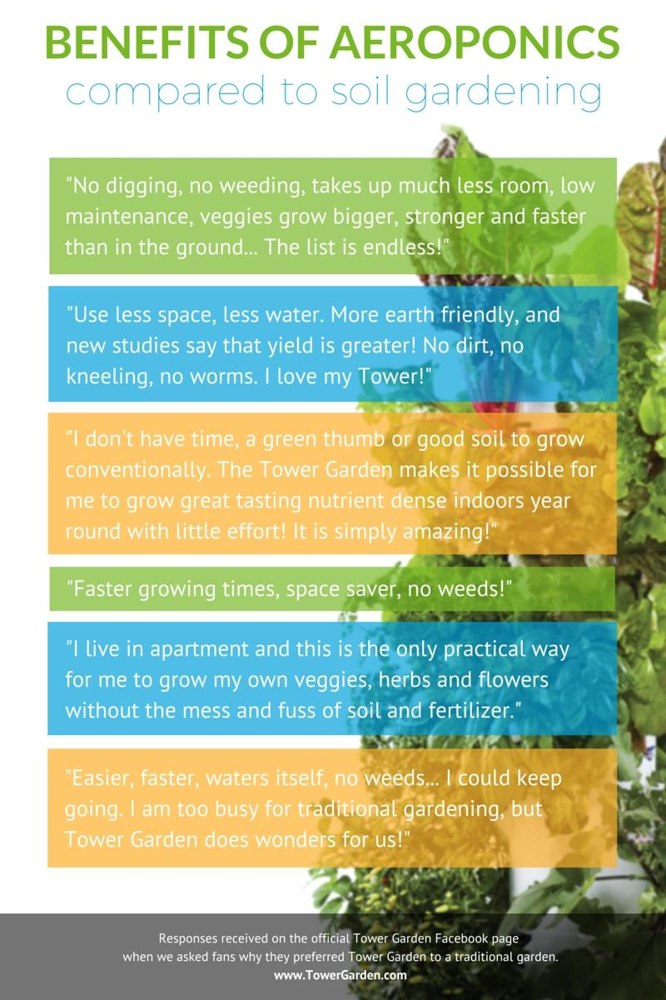 BENEFITS OF AEROPONICS
compared to soil gardening
"No digging, no weeding, takes up much less room, low
maintenance, veggies grow bigger, stronger and faster
than in the ground... The list is endless!"
"Use less space, less water. More earth friendly, and
new studies say that yield is greater! No dirt, no
kneeling, no worms. I love my Tower!"
"I don't have time, a green thumb or good soil to grow
conventionally. The Tower Garden makes it possible for
me to grow great tasting nutrient dense indoors year
round with little effort! It is simply amazing!"
"Faster growing times, space saver, no weeds!"
"I live in apartment and this is the only practical way
for me to grow my own veggies, herbs and flowers
without the mess and fuss of soil and fertilizer."
"Easier, faster, waters itself, no weeds... I could keep
going. I am too busy for traditional gardening, but
Tower Garden does wonders for us!"
Responses received on the official Tower Garden Facebook page
when we asked fans why they preferred Tower Garden to a traditional garden.
www.TowerGarden.com